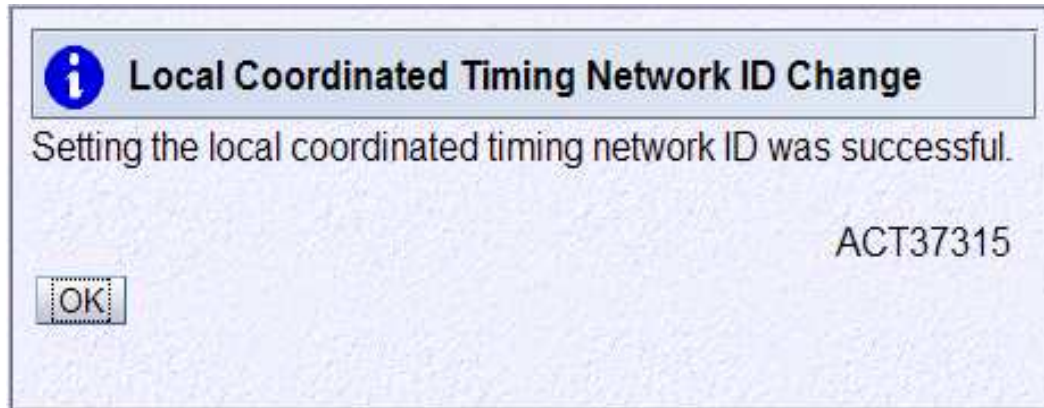 Local Coordinated Timing Network ID Change
Setting the local coordinated timing network ID was successful.
ACT37315
OK